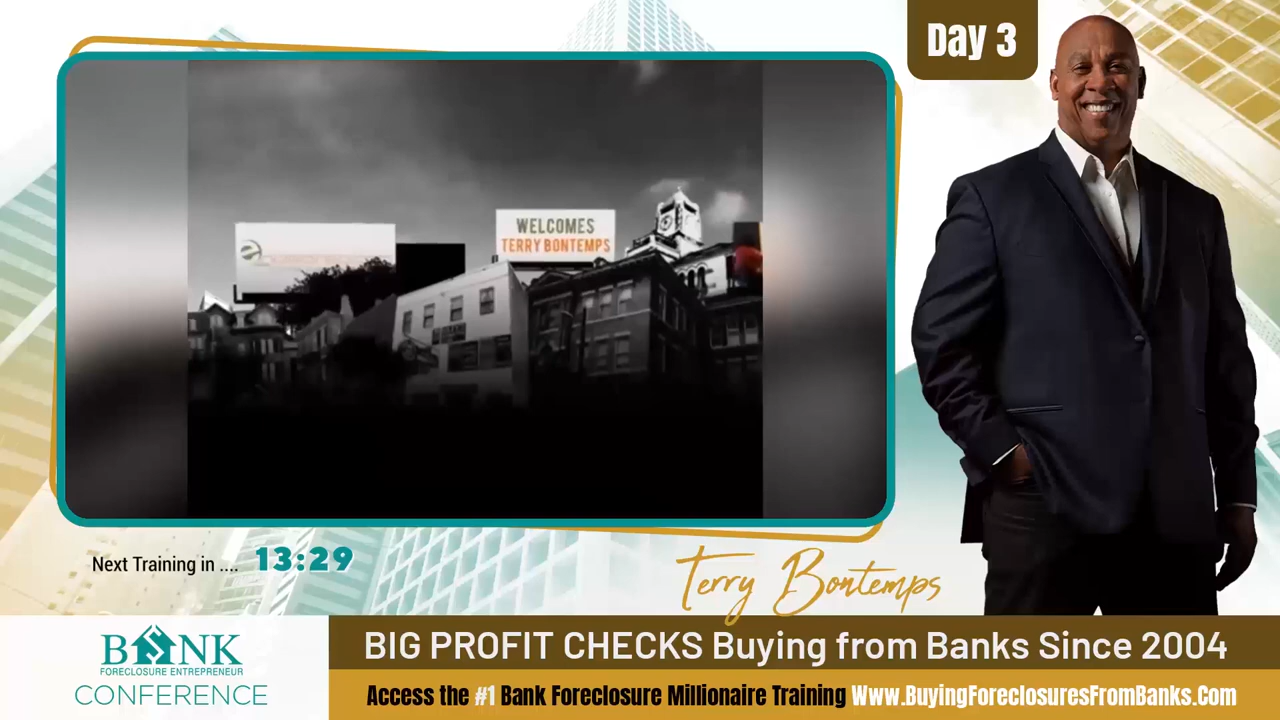 Day 3
WELCOMES
TERRY BONTEMPS
Next Training in .... 13:29
Terry Bontemps
BANK
FORECLOSURE ENTREPRENEUR
CONFERENCE
BIG PROFIT CHECKS Buying from Banks Since 2004
Access the #1 Bank Foreclosure Millionaire Training Www.BuyingForeclosuresFromBanks.Com